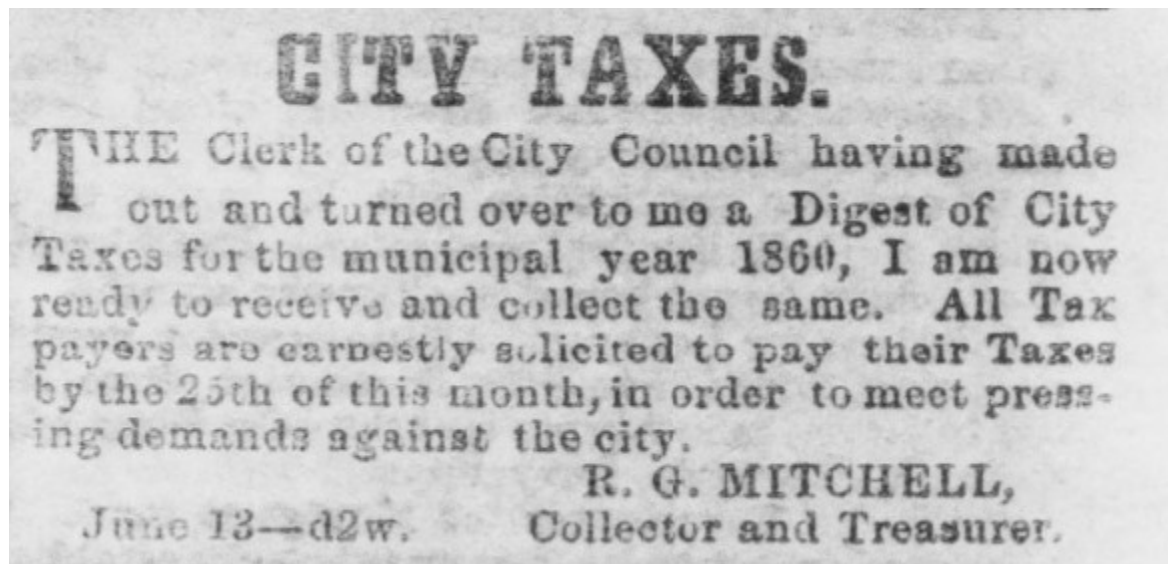 CITY TAXES.
THE Clerk of the City Council having made
out and turned over to me a Digest of City
Taxes for the municipal year 1860, I am now
ready to receive and collect the same. All Tax
payers are earnestly solicited to pay their Taxes
by the 25th of this month, in order to meet press-
ing demands against the city.
R. G. MITCHELL,
June 13—d2w. Collector and Treasurer.